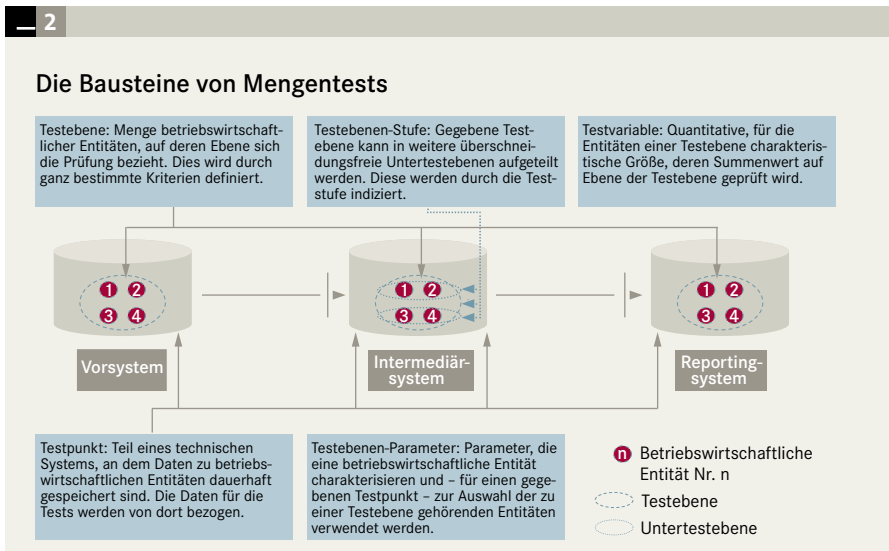 2
Die Bausteine von Mengentests
Testebene: Menge betriebswirtschaft-
licher Entitäten, auf deren Ebene sich
die Prüfung bezieht. Dies wird durch
ganz bestimmte Kriterien definiert.
Testebenen-Stufe: Gegebene Test-
ebene kann in weitere überschnei-
dungsfreie Untertestebenen aufgeteilt
werden. Diese werden durch die Test-
stufe indiziert.
Testvariable: Quantitative, für die
Entitäten einer Testebene charakteris-
tische Größe, deren Summenwert auf
Ebene der Testebene geprüft wird.
1 2
3 4
1 2
3 4
1 2
3 4
Vorsystem
Intermediär-
system
Reporting-
system
Testpunkt: Teil eines technischen
Systems, an dem Daten zu betriebs-
wirtschaftlichen Entitäten dauerhaft
gespeichert sind. Die Daten für die
Tests werden von dort bezogen.
Testebenen-Parameter: Parameter, die
eine betriebswirtschaftliche Entität
charakterisieren und – für einen gege-
benen Testpunkt – zur Auswahl der zu
einer Testebene gehörenden Entitäten
verwendet werden.
n Betriebswirtschaftliche
Entität Nr. n
Testebene
Untertestebene